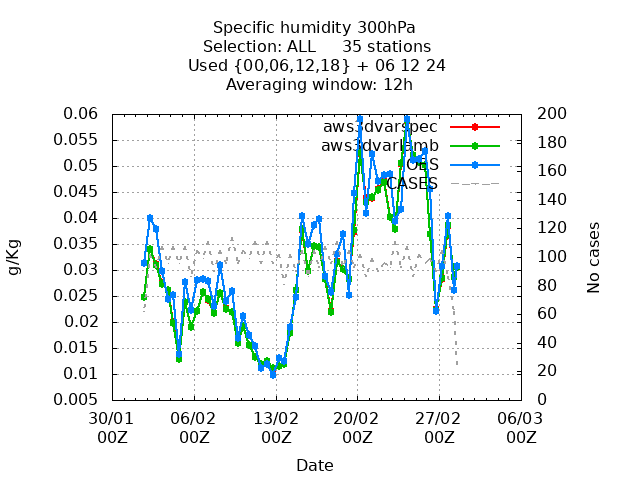 Specific humidity 300hPa
Selection: ALL 35 stations
Used {00,06,12,18} + 06 12 24
Averaging window: 12h
0.06
0.055
0.05
0.045
0.04
0.035
0.03
0.025
0.02
0.015
0.01
0.005
200
180
160
140
120
100
80
60
40
20
0
aws3dvarspec
aws3dvarlamb
OBS
CASES
g/Kg
No cases
30/01 06/02 13/02 20/02 27/02 06/03
00Z 00Z 00Z 00Z 00Z 00Z
Date